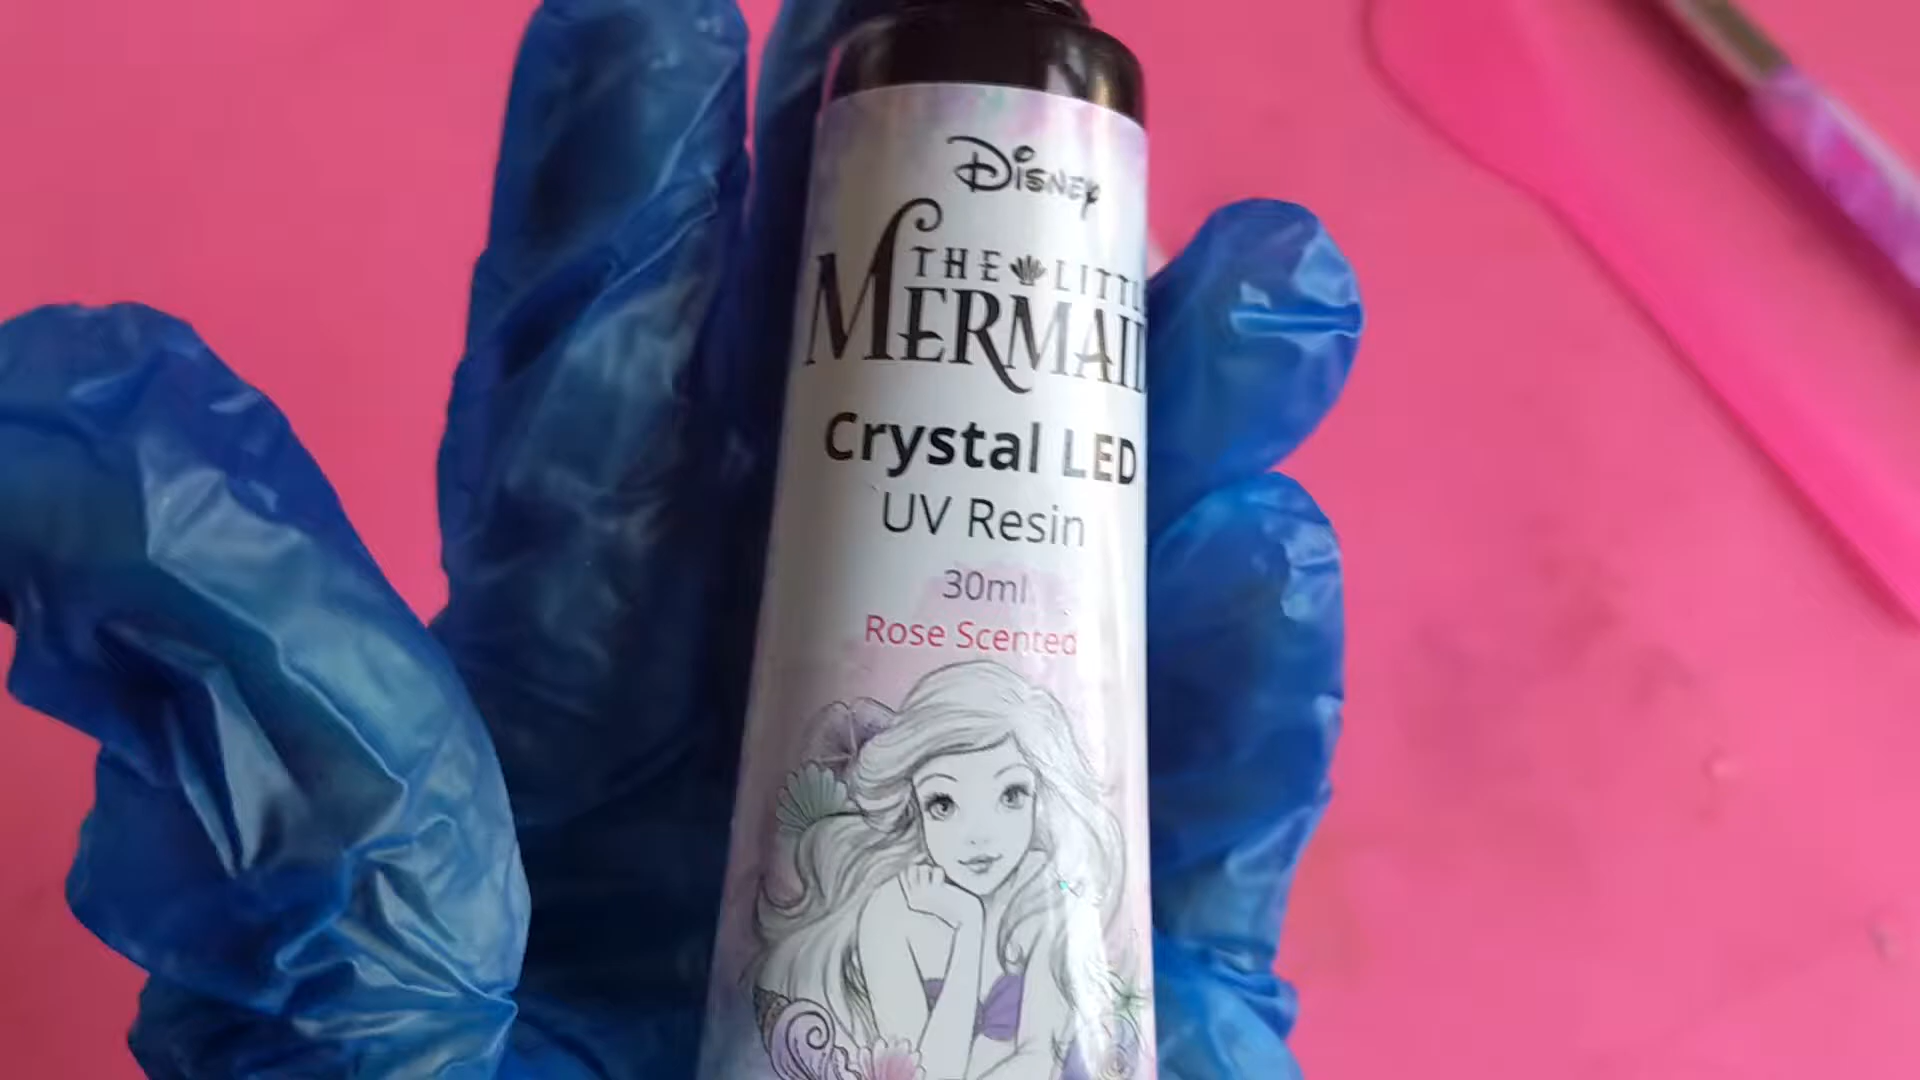 Disney
THE LITTLE
MERMAID
Crystal LED
UV Resin
30ml
Rose Scented